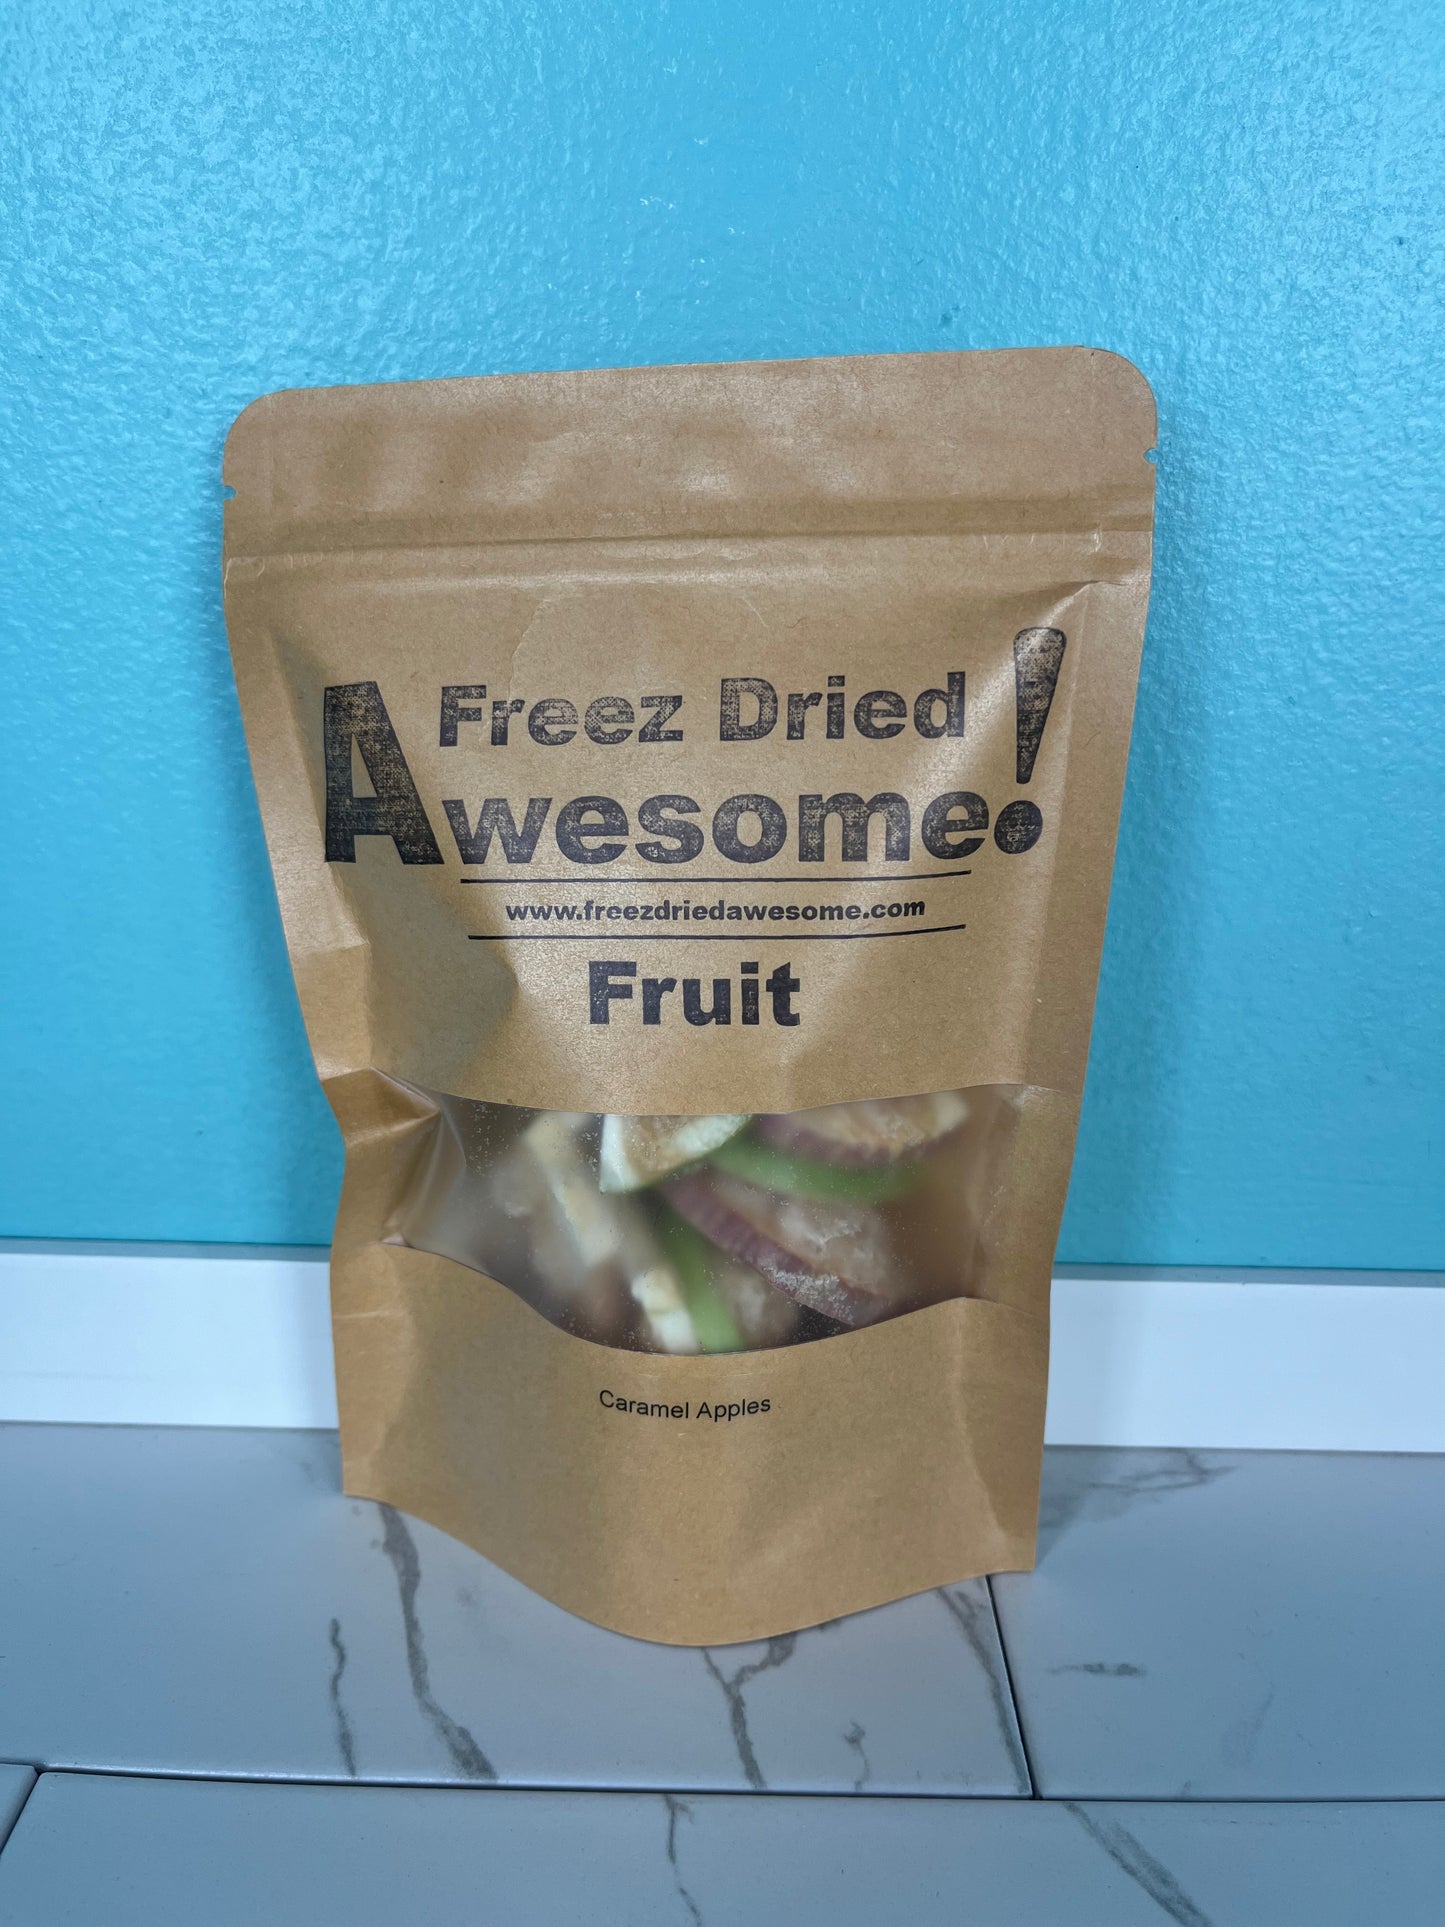 Freez Dried
Awesome!
www.freezdriedawesome.com
Fruit
Caramel Apples